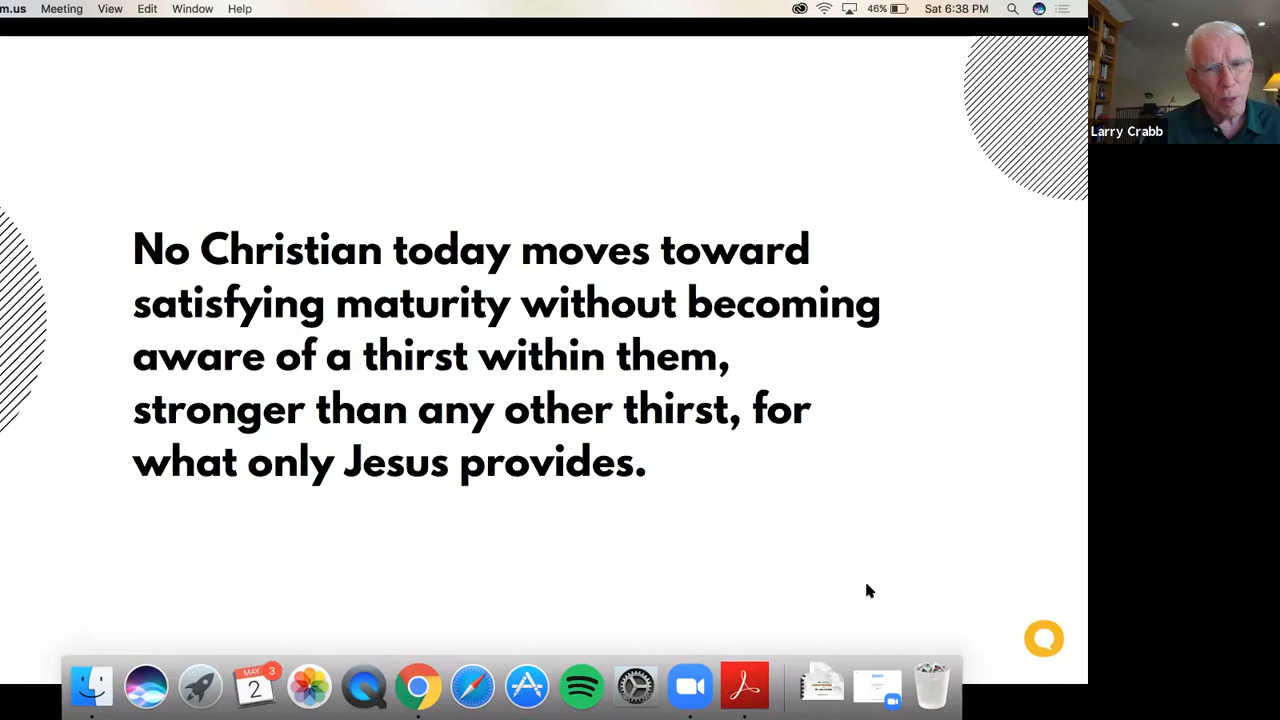 m.us Meeting View Edit Window Help 46% Sat 6:38 PM
Larry Crabb
No Christian today moves toward
satisfying maturity without becoming
aware of a thirst within them,
stronger than any other thirst, for
what only Jesus provides.
MAY 3
2